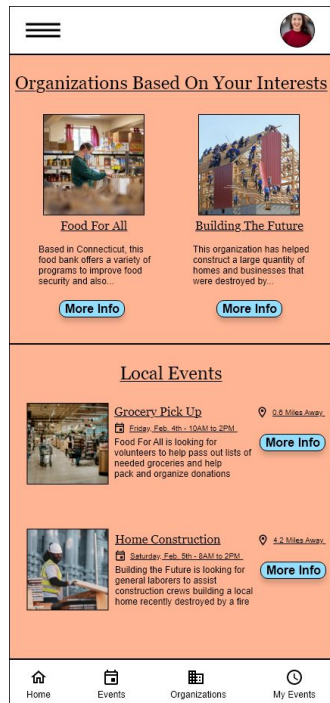 Organizations Based On Your Interests
Food For All
Based in Connecticut, this
food bank offers a variety of
programs to improve food
security and also...
More Info
Building The Future
This organization has helped
construct a large quantity of
homes and businesses that
were destroyed by...
More Info
Local Events
Grocery Pick Up
0.6 Miles Away
Friday, Feb. 4th - 10AM to 2PM
Food For All is looking for
volunteers to help pass out lists of
needed groceries and help
pack and organize donations
More Info
Home Construction
4.2 Miles Away
Saturday, Feb. 5th - 8AM to 2PM
Building the Future is looking for
general laborers to assist
construction crews building a local
home recently destroyed by a fire
More Info
Home
Events
Organizations
My Events